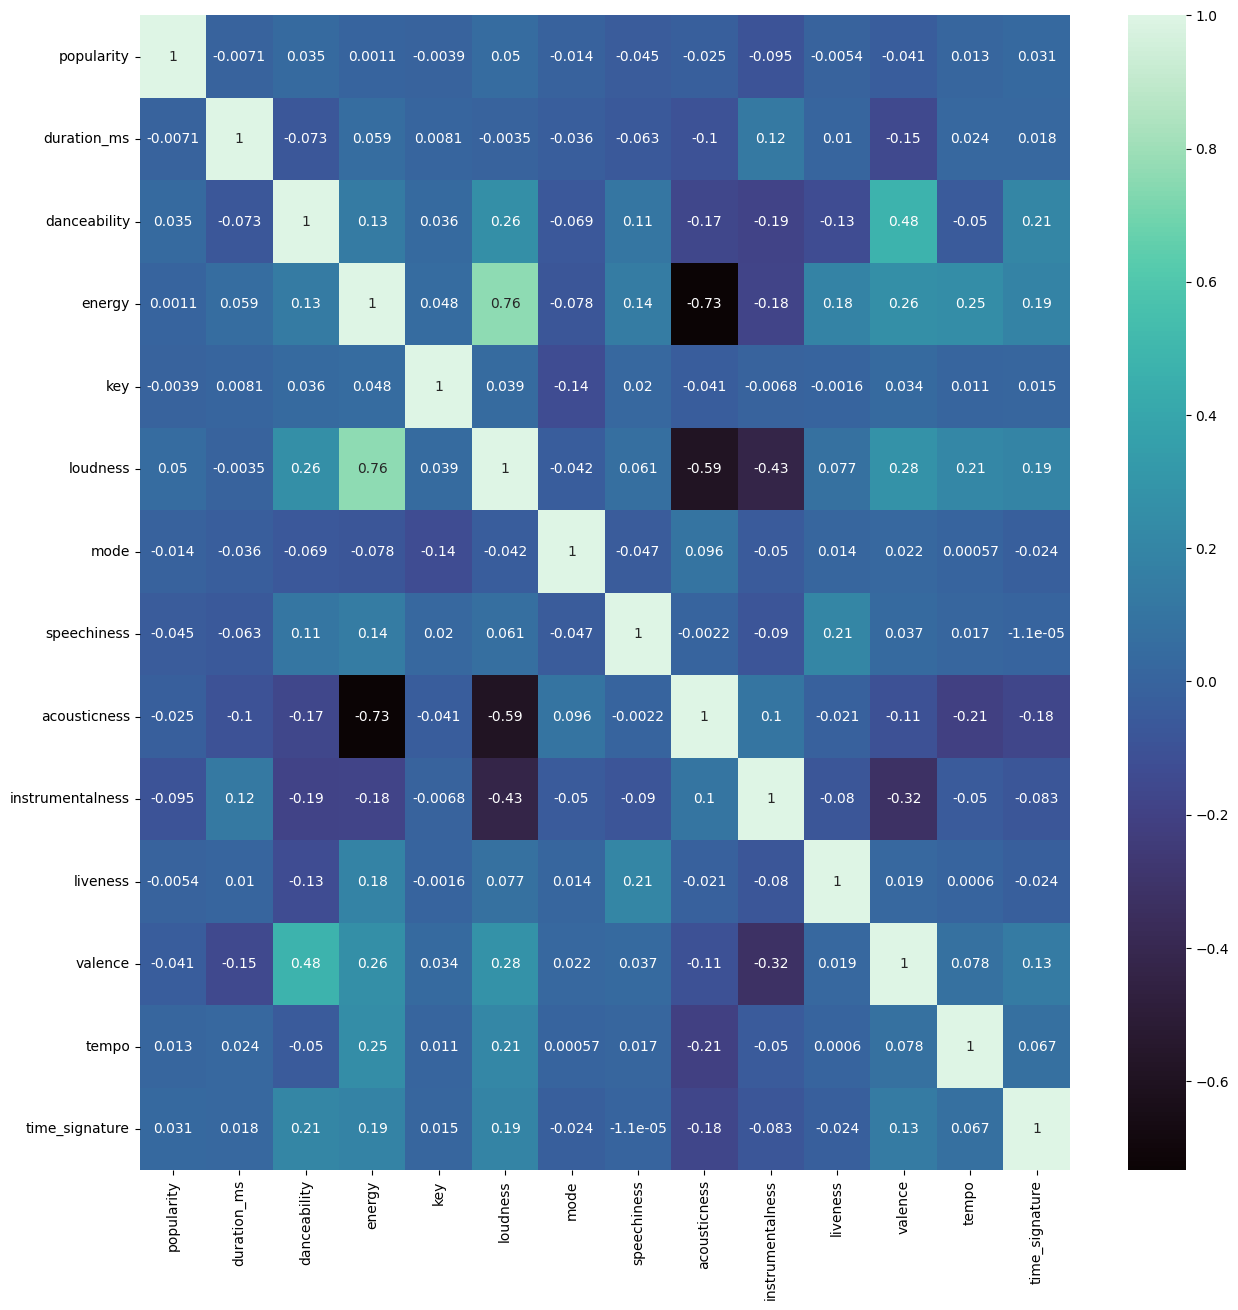 popularity 1 -0.0071 0.035 0.0011 -0.0039 0.05 -0.014 -0.045 -0.025 -0.095 -0.0054 -0.041 0.013 0.031
duration_ms -0.0071 1 -0.073 0.059 0.0081 -0.0035 -0.036 -0.063 -0.1 0.12 0.01 -0.15 0.024 0.018
danceability 0.035 -0.073 1 0.13 0.036 0.26 -0.069 0.11 -0.17 -0.19 -0.13 0.48 -0.05 0.21
energy 0.0011 0.059 0.13 1 0.048 0.76 -0.078 0.14 -0.73 -0.18 0.18 0.26 0.25 0.19
key -0.0039 0.0081 0.036 0.048 1 0.039 -0.14 0.02 -0.041 -0.0068 -0.0016 0.034 0.011 0.015
loudness 0.05 -0.0035 0.26 0.76 0.039 1 -0.042 0.061 -0.59 -0.43 0.077 0.28 0.21 0.19
mode -0.014 -0.036 -0.069 -0.078 -0.14 -0.042 1 -0.047 0.096 -0.05 0.014 0.022 0.00057 -0.024
speechiness -0.045 -0.063 0.11 0.14 0.02 0.061 -0.047 1 -0.0022 -0.09 0.21 0.037 0.017 -1.1e-05
acousticness -0.025 -0.1 -0.17 -0.73 -0.041 -0.59 0.096 -0.0022 1 0.1 -0.021 -0.11 -0.21 -0.18
instrumentalness -0.095 0.12 -0.19 -0.18 -0.0068 -0.43 -0.05 -0.09 0.1 1 -0.08 -0.32 -0.05 -0.083
liveness -0.0054 0.01 -0.13 0.18 -0.0016 0.077 0.014 0.21 -0.021 -0.08 1 0.019 0.0006 -0.024
valence -0.041 -0.15 0.48 0.26 0.034 0.28 0.022 0.037 -0.11 -0.32 0.019 1 0.078 0.13
tempo 0.013 0.024 -0.05 0.25 0.011 0.21 0.00057 0.017 -0.21 -0.05 0.0006 0.078 1 0.067
time_signature 0.031 0.018 0.21 0.19 0.015 0.19 -0.024 -1.1e-05 -0.18 -0.083 -0.024 0.13 0.067 1
popularity
duration_ms
danceability
energy
key
loudness
mode
speechiness
acousticness
instrumentalness
liveness
valence
tempo
time_signature
1.0
0.8
0.6
0.4
0.2
0.0
−0.2
−0.4
−0.6